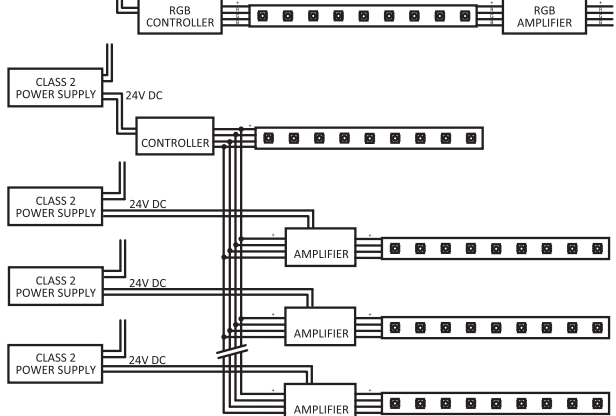 RGB
CONTROLLER
RGB
AMPLIFIER
CLASS 2
POWER SUPPLY
24V DC
CONTROLLER
CLASS 2
POWER SUPPLY
24V DC
AMPLIFIER
CLASS 2
POWER SUPPLY
24V DC
AMPLIFIER
CLASS 2
POWER SUPPLY
24V DC
AMPLIFIER